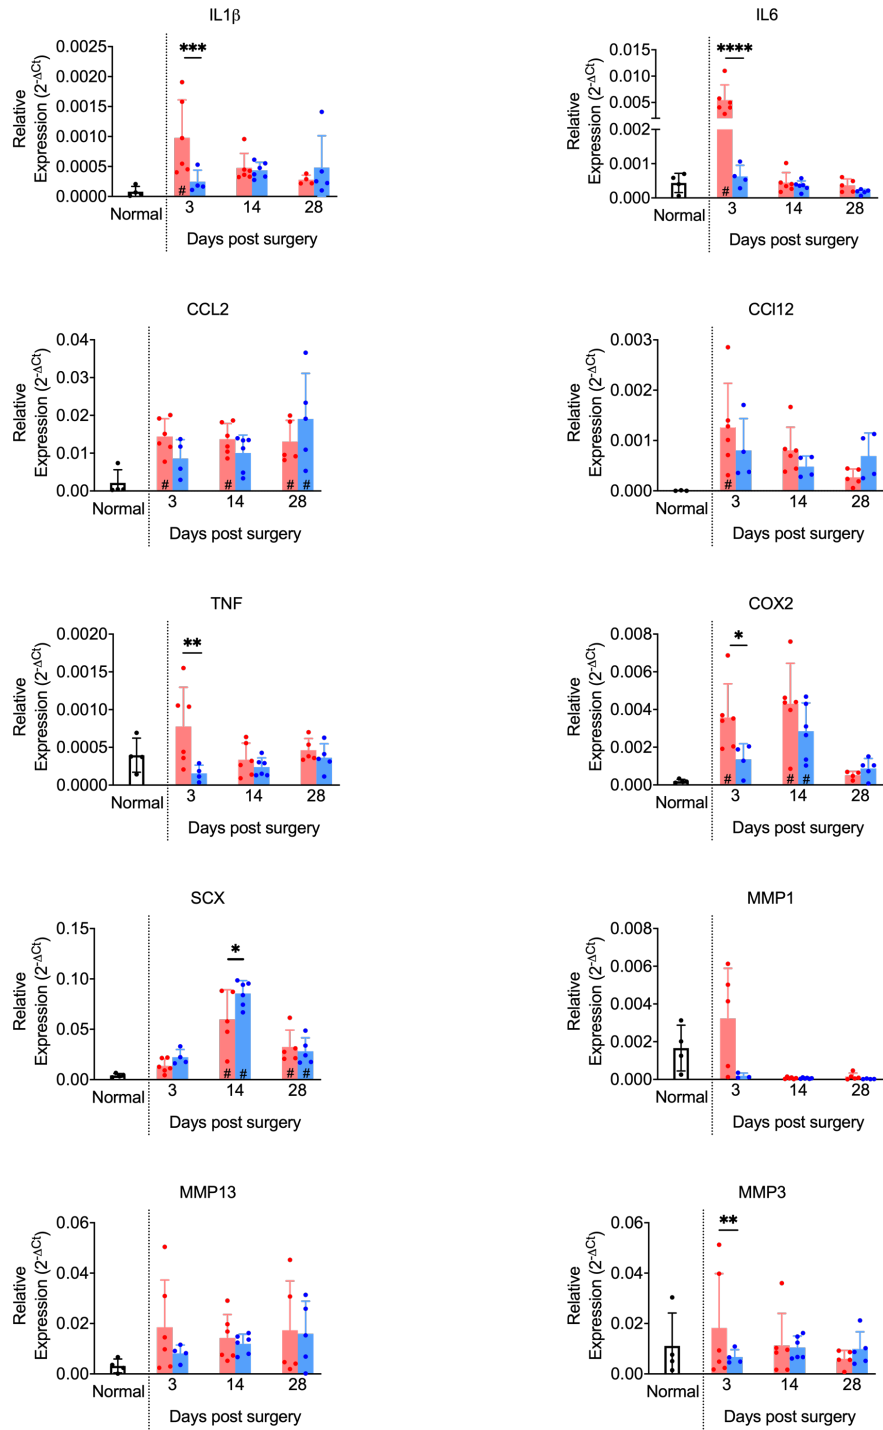 IL1β
Relative
Expression (2-ΔCt)
0.0025
0.0020
0.0015
0.0010
0.0005
0.0000
***
#
Normal
3
14
28
Days post surgery
IL6
Relative
Expression (2-ΔCt)
0.015
0.010
0.005
0.002
0.001
0.000
****
#
Normal
3
14
28
Days post surgery
CCL2
Relative
Expression (2-ΔCt)
0.04
0.03
0.02
0.01
0.00
# # # #
Normal
3
14
28
Days post surgery
CCl12
Relative
Expression (2-ΔCt)
0.003
0.002
0.001
0.000
#
Normal
3
14
28
Days post surgery
TNF
Relative
Expression (2-ΔCt)
0.0020
0.0015
0.0010
0.0005
0.0000
**
Normal
3
14
28
Days post surgery
COX2
Relative
Expression (2-ΔCt)
0.008
0.006
0.004
0.002
0.000
*
# # #
Normal
3
14
28
Days post surgery
SCX
Relative
Expression (2-ΔCt)
0.15
0.10
0.05
0.00
*
# # # #
Normal
3
14
28
Days post surgery
MMP1
Relative
Expression (2-ΔCt)
0.008
0.006
0.004
0.002
0.000
Normal
3
14
28
Days post surgery
MMP13
Relative
Expression (2-ΔCt)
0.06
0.04
0.02
0.00
Normal
3
14
28
Days post surgery
MMP3
Relative
Expression (2-ΔCt)
0.06
0.04
0.02
0.00
**
Normal
3
14
28
Days post surgery